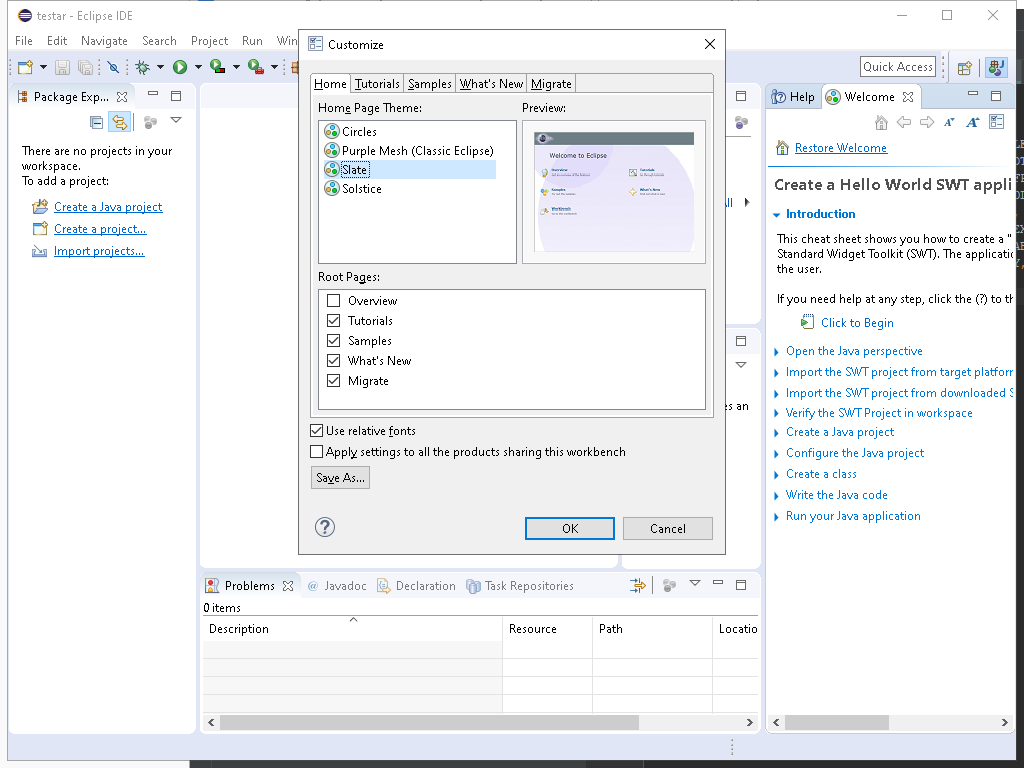 testar - Eclipse IDE
File Edit Navigate Search Project Run Win
Quick Access
Package Exp...
There are no projects in your
workspace.
To add a project:
Create a Java project
Create a project...
Import projects...
Customize
Home Tutorials Samples What's New Migrate
Home Page Theme:
Circles
Purple Mesh (Classic Eclipse)
Slate
Solstice
Preview:
Welcome to Eclipse
Overview
Tutorials
Samples
What's New
Workbench
Root Pages:
Overview
Tutorials
Samples
What's New
Migrate
Use relative fonts
Apply settings to all the products sharing this workbench
Save As...
OK Cancel
es an
Help Welcome
Restore Welcome
Create a Hello World SWT appli
Introduction
This cheat sheet shows you how to create a "
Standard Widget Toolkit (SWT). The applicatio
the user.
If you need help at any step, click the (?) to th
Click to Begin
Open the Java perspective
Import the SWT project from target platforr
Import the SWT project from downloaded S
Verify the SWT Project in workspace
Create a Java project
Configure the Java project
Create a class
Write the Java code
Run your Java application
Problems @ Javadoc Declaration Task Repositories
0 items
Description Resource Path Locatio